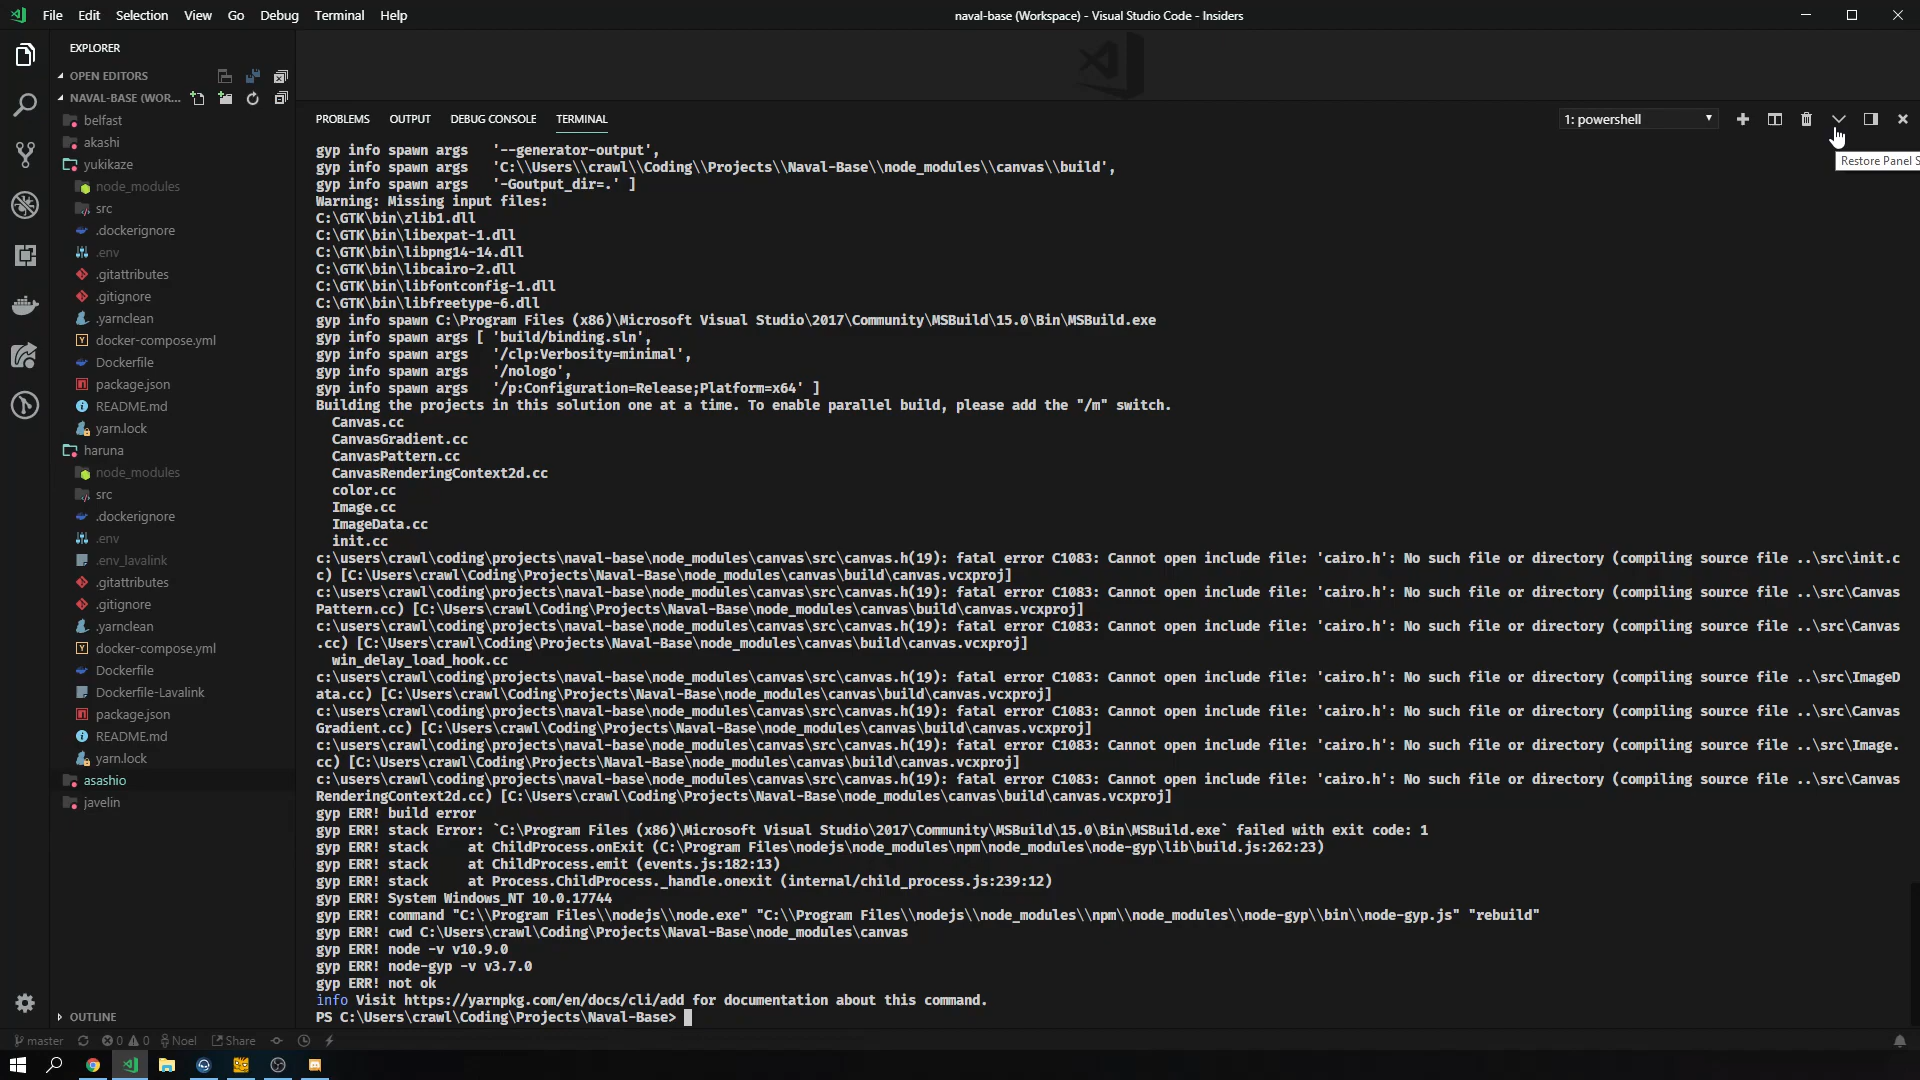 File Edit Selection View Go Debug Terminal Help
naval-base (Workspace) - Visual Studio Code - Insiders
EXPLORER
OPEN EDITORS
NAVAL-BASE (WOR...
belfast
akashi
yukikaze
node_modules
src
.dockerignore
.env
.gitattributes
.gitignore
.yarnclean
docker-compose.yml
Dockerfile
package.json
README.md
yarn.lock
haruna
node_modules
src
.dockerignore
.env
.env_lavalink
.gitattributes
.gitignore
.yarnclean
docker-compose.yml
Dockerfile
Dockerfile-Lavalink
package.json
README.md
yarn.lock
asashio
javelin
OUTLINE
PROBLEMS OUTPUT DEBUG CONSOLE TERMINAL
1: powershell
Restore Panel S
gyp info spawn args   '--generator-output',
gyp info spawn args   'C:\\Users\\crawl\\Coding\\Projects\\Naval-Base\\node_modules\\canvas\\build',
gyp info spawn args   '-Goutput_dir=.' ]
Warning: Missing input files:
C:\GTK\bin\zlib1.dll
C:\GTK\bin\libexpat-1.dll
C:\GTK\bin\libpng14-14.dll
C:\GTK\bin\libcairo-2.dll
C:\GTK\bin\libfontconfig-1.dll
C:\GTK\bin\libfreetype-6.dll
gyp info spawn C:\Program Files (x86)\Microsoft Visual Studio\2017\Community\MSBuild\15.0\Bin\MSBuild.exe
gyp info spawn args [ 'build/binding.sln',
gyp info spawn args   '/clp:Verbosity=minimal',
gyp info spawn args   '/nologo',
gyp info spawn args   '/p:Configuration=Release;Platform=x64' ]
Building the projects in this solution one at a time. To enable parallel build, please add the "/m" switch.
Canvas.cc
CanvasGradient.cc
CanvasPattern.cc
CanvasRenderingContext2d.cc
color.cc
Image.cc
ImageData.cc
init.cc
c:\users\crawl\coding\projects\naval-base\node_modules\canvas\src\canvas.h(19): fatal error C1083: Cannot open include file: 'cairo.h': No such file or directory (compiling source file ..\src\init.c
c) [C:\Users\crawl\Coding\Projects\Naval-Base\node_modules\canvas\build\canvas.vcxproj]
c:\users\crawl\coding\projects\naval-base\node_modules\canvas\src\canvas.h(19): fatal error C1083: Cannot open include file: 'cairo.h': No such file or directory (compiling source file ..\src\Canvas
Pattern.cc) [C:\Users\crawl\Coding\Projects\Naval-Base\node_modules\canvas\build\canvas.vcxproj]
c:\users\crawl\coding\projects\naval-base\node_modules\canvas\src\canvas.h(19): fatal error C1083: Cannot open include file: 'cairo.h': No such file or directory (compiling source file ..\src\Canvas
.cc) [C:\Users\crawl\Coding\Projects\Naval-Base\node_modules\canvas\build\canvas.vcxproj]
win_delay_load_hook.cc
c:\users\crawl\coding\projects\naval-base\node_modules\canvas\src\canvas.h(19): fatal error C1083: Cannot open include file: 'cairo.h': No such file or directory (compiling source file ..\src\ImageD
ata.cc) [C:\Users\crawl\Coding\Projects\Naval-Base\node_modules\canvas\build\canvas.vcxproj]
c:\users\crawl\coding\projects\naval-base\node_modules\canvas\src\canvas.h(19): fatal error C1083: Cannot open include file: 'cairo.h': No such file or directory (compiling source file ..\src\Canvas
Gradient.cc) [C:\Users\crawl\Coding\Projects\Naval-Base\node_modules\canvas\build\canvas.vcxproj]
c:\users\crawl\coding\projects\naval-base\node_modules\canvas\src\canvas.h(19): fatal error C1083: Cannot open include file: 'cairo.h': No such file or directory (compiling source file ..\src\Image.
cc) [C:\Users\crawl\Coding\Projects\Naval-Base\node_modules\canvas\build\canvas.vcxproj]
c:\users\crawl\coding\projects\naval-base\node_modules\canvas\src\canvas.h(19): fatal error C1083: Cannot open include file: 'cairo.h': No such file or directory (compiling source file ..\src\Canvas
RenderingContext2d.cc) [C:\Users\crawl\Coding\Projects\Naval-Base\node_modules\canvas\build\canvas.vcxproj]
gyp ERR! build error
gyp ERR! stack Error: `C:\Program Files (x86)\Microsoft Visual Studio\2017\Community\MSBuild\15.0\Bin\MSBuild.exe` failed with exit code: 1
gyp ERR! stack     at ChildProcess.onExit (C:\Program Files\nodejs\node_modules\npm\node_modules\node-gyp\lib\build.js:262:23)
gyp ERR! stack     at ChildProcess.emit (events.js:182:13)
gyp ERR! stack     at Process.ChildProcess._handle.onexit (internal/child_process.js:239:12)
gyp ERR! System Windows_NT 10.0.17744
gyp ERR! command "C:\\Program Files\\nodejs\\node.exe" "C:\\Program Files\\nodejs\\node_modules\\npm\\node_modules\\node-gyp\\bin\\node-gyp.js" "rebuild"
gyp ERR! cwd C:\Users\crawl\Coding\Projects\Naval-Base\node_modules\canvas
gyp ERR! node -v v10.9.0
gyp ERR! node-gyp -v v3.7.0
gyp ERR! not ok
info Visit https://yarnpkg.com/en/docs/cli/add for documentation about this command.
PS C:\Users\crawl\Coding\Projects\Naval-Base>
master 0 0 Noel Share